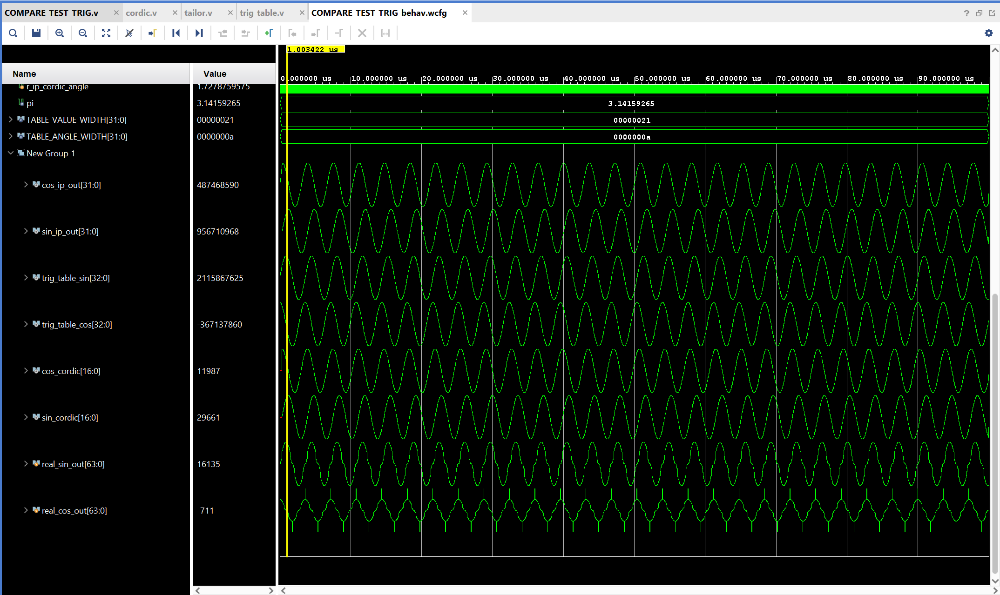 COMPARE_TEST_TRIG.v × cordic.v × tailor.v × trig_table.v × COMPARE_TEST_TRIG_behav.wcfg ×
1.003422 us
Name Value
0.000000 us 10.000000 us 20.000000 us 30.000000 us 40.000000 us 50.000000 us 60.000000 us 70.000000 us 80.000000 us 90.000000 us
r_ip_cordic_angle 1.7278759575
pi 3.14159265 3.14159265
TABLE_VALUE_WIDTH[31:0] 00000021 00000021
TABLE_ANGLE_WIDTH[31:0] 0000000a 0000000a
New Group 1
cos_ip_out[31:0] 487468590
sin_ip_out[31:0] 956710968
trig_table_sin[32:0] 2115867625
trig_table_cos[32:0] -367137860
cos_cordic[16:0] 11987
sin_cordic[16:0] 29661
real_sin_out[63:0] 16135
real_cos_out[63:0] -711